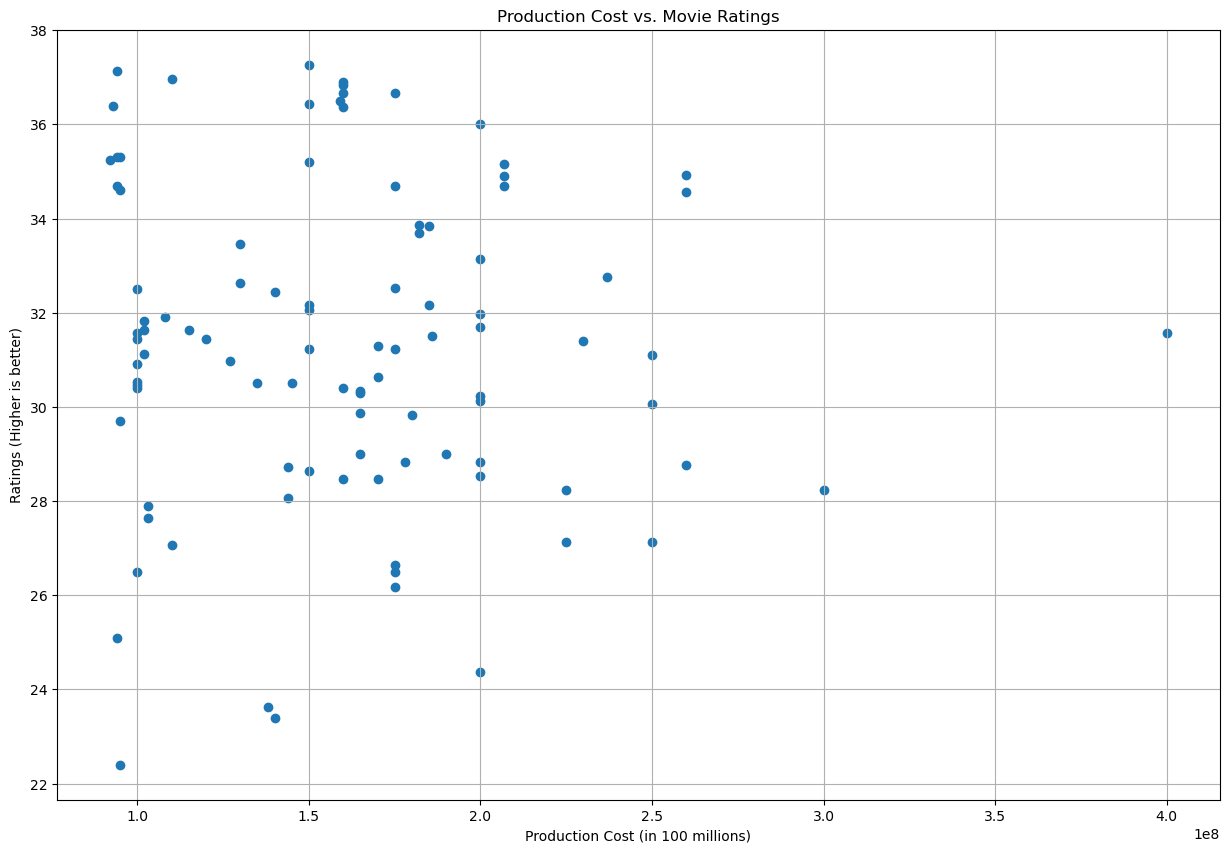 Production Cost vs. Movie Ratings
38
36
34
32
30
28
26
24
22
Ratings (Higher is better)
1.0 1.5 2.0 2.5 3.0 3.5 4.0
1e8
Production Cost (in 100 millions)